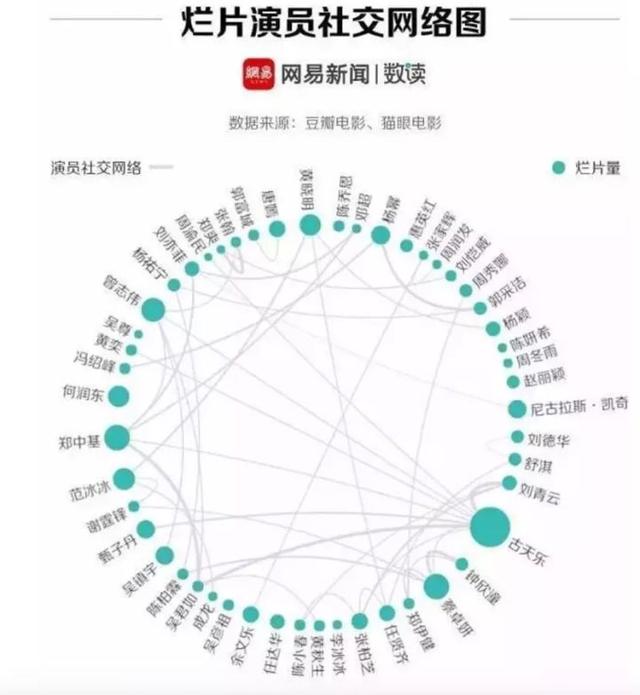 烂片演员社交网络图
網易 NEWS 网易新闻 | 数读
数据来源：豆瓣电影、猫眼电影
演员社交网络
烂片量
黄晓明
陈乔恩
邓超
杨幂
惠英红
张家辉
周润发
刘恺威
周秀娜
郭采洁
杨颖
陈妍希
周冬雨
赵丽颖
尼古拉斯·凯奇
刘德华
舒淇
刘青云
古天乐
钟欣潼
蔡卓妍
郑伊健
任贤齐
张柏芝
李冰冰
黄秋生
陈小春
任达华
余文乐
吴彦祖
成龙
吴君如
陈柏霖
吴镇宇
甄子丹
谢霆锋
范冰冰
郑中基
何润东
冯绍峰
黄奕
吴尊
曾志伟
杨祐宁
刘亦菲
周渝民
郑爽
张翰
郭富城
唐嫣